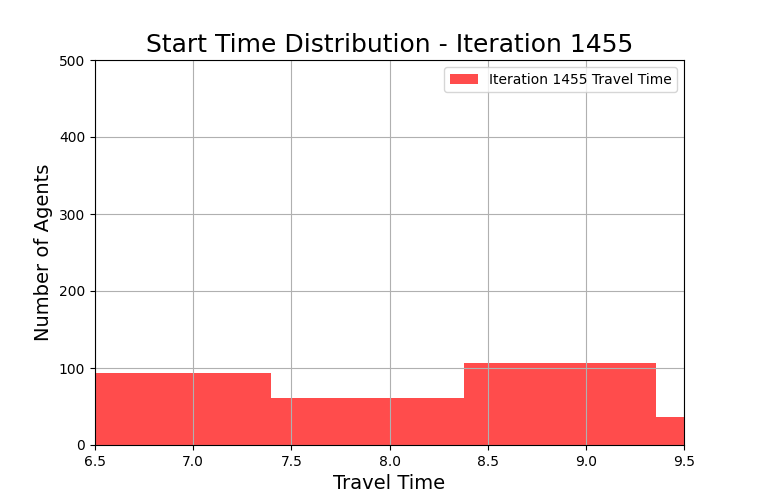 Start Time Distribution - Iteration 1455
Iteration 1455 Travel Time
Number of Agents
500
400
300
200
100
0
6.5 7.0 7.5 8.0 8.5 9.0 9.5
Travel Time